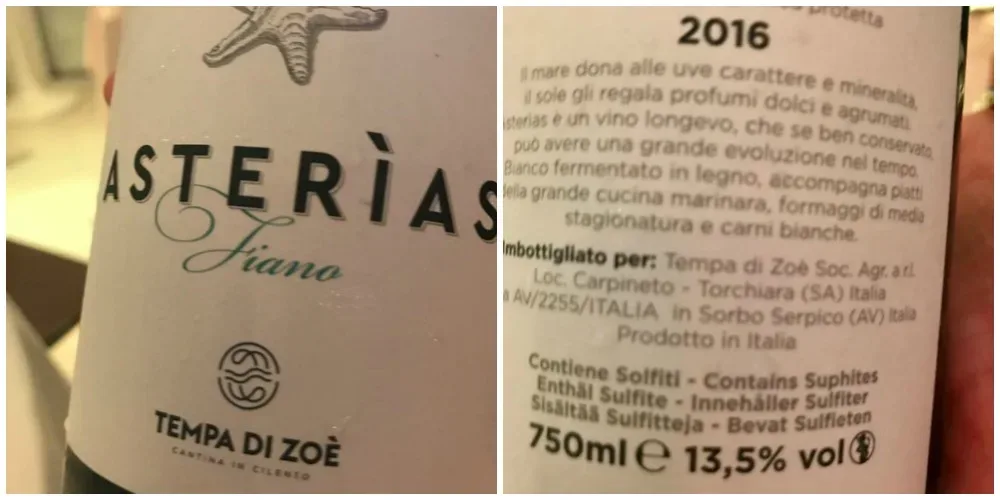 ASTERÌAS
Fiano
TEMPA DI ZOÈ
CANTINA IN CILENTO
protetta
2016
Il mare dona alle uve carattere e mineralità,
il sole gli regala profumi dolci e agrumati.
sterias è un vino longevo, che se ben conservato,
può avere una grande evoluzione nel tempo.
Bianco fermentato in legno, accompagna piatti
della grande cucina marinara, formaggi di media
stagionatura e carni bianche.
Imbottigliato per: Tempa di Zoè Soc. Agr. a r.l.
Loc. Carpineto - Torchiara (SA) Italia
a AV/2255/ITALIA in Sorbo Serpico (AV) Italia
Prodotto in Italia
Contiene Solfiti - Contains Suphites
Enthäl Sulfite - Innehäller Sulfiter
Sisältää Sulfitteja - Bevat Sulfieten
750ml e 13,5% vol